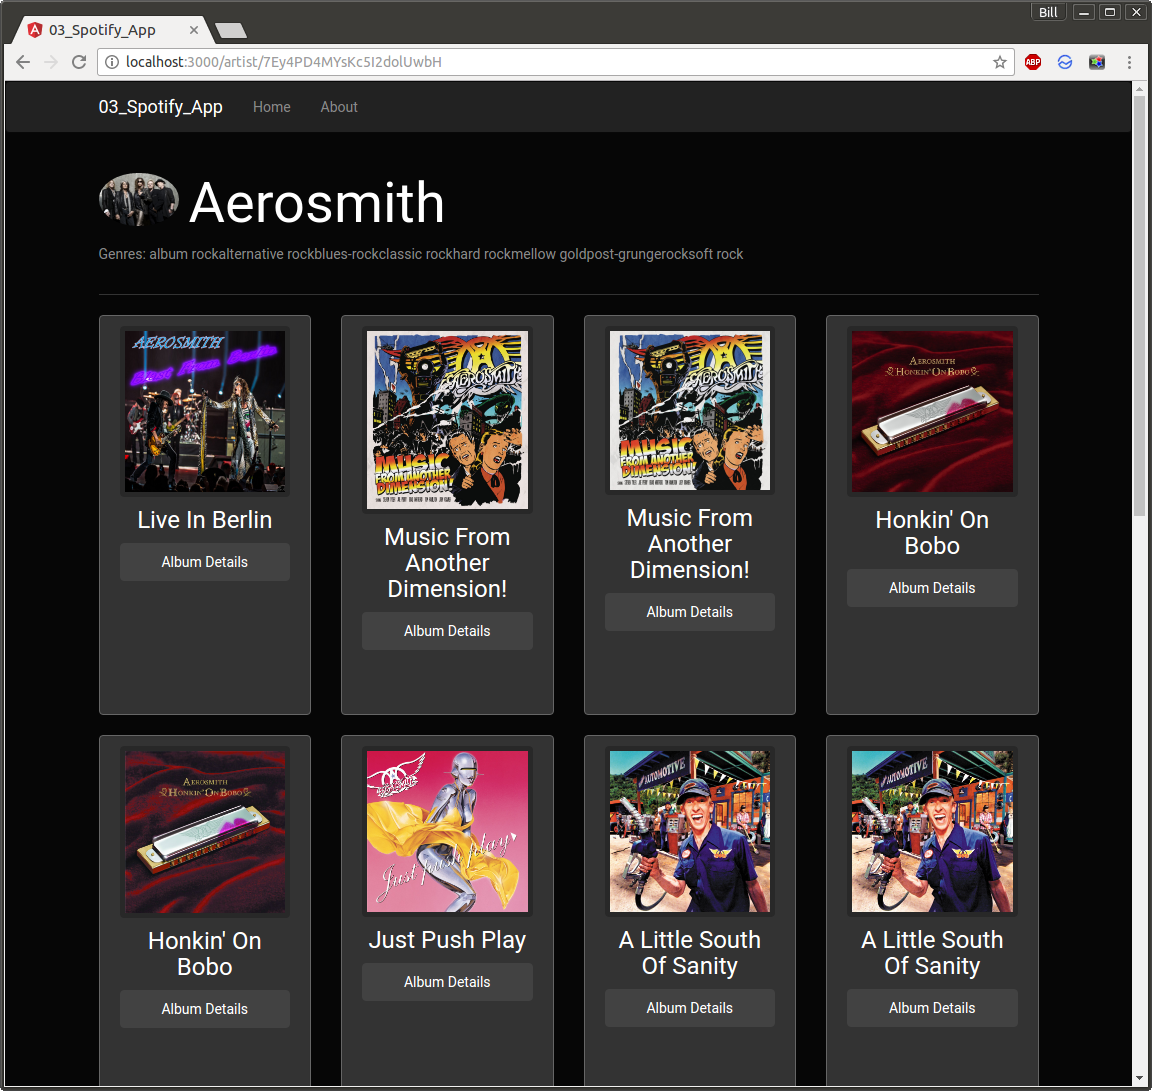 Bill
03_Spotify_App
localhost:3000/artist/7Ey4PD4MYsKc5I2dolUwbH
ABP
03_Spotify_App
Home
About
Aerosmith
Genres: album rockalternative rockblues-rockclassic rockhard rockmellow goldpost-grungerocksoft rock
AEROSMITH
Live In Berlin
Album Details
AEROSMITH
MUSIC
FROM ANOTHER
DIMENSION!
Music From
Another
Dimension!
Album Details
AEROSMITH
MUSIC
FROM ANOTHER
DIMENSION!
Music From
Another
Dimension!
Album Details
AEROSMITH
HONKIN' ON BOBO
Honkin' On
Bobo
Album Details
AEROSMITH
HONKIN' ON BOBO
Honkin' On
Bobo
Album Details
Just push play
Just Push Play
Album Details
AUTOMOTIVE
A Little South
Of Sanity
Album Details
AUTOMOTIVE
A Little South
Of Sanity
Album Details